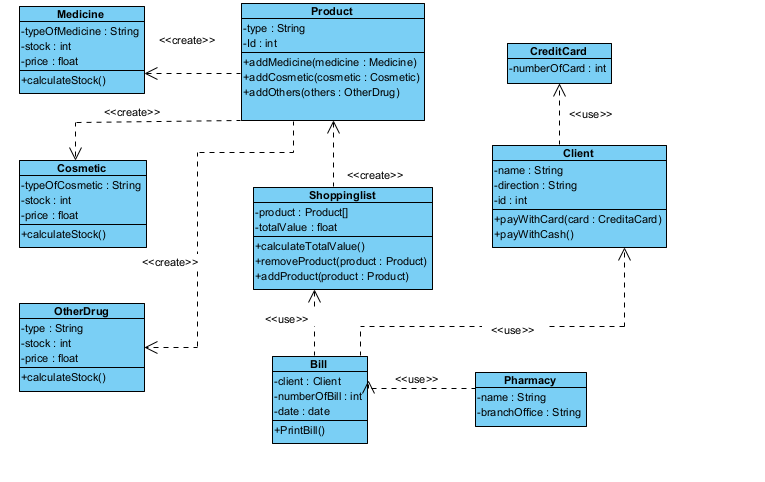 Medicine
-typeOfMedicine : String
-stock : int
-price : float
+calculateStock()
<<create>>
Product
-type : String
-Id : int
+addMedicine(medicine : Medicine)
+addCosmetic(cosmetic : Cosmetic)
+addOthers(others : OtherDrug)
CreditCard
-numberOfCard : int
<<create>>
<<use>>
Cosmetic
-typeOfCosmetic : String
-stock : int
-price : float
+calculateStock()
<<create>>
Client
-name : String
-direction : String
-id : int
+payWithCard(card : CreditaCard)
+payWithCash()
Shoppinglist
-product : Product[]
-totalValue : float
+calculateTotalValue()
+removeProduct(product : Product)
+addProduct(product : Product)
<<create>>
OtherDrug
-type : String
-stock : int
-price : float
+calculateStock()
<<use>>
<<use>>
Bill
-client : Client
-numberOfBill : int
-date : date
+PrintBill()
<<use>>
Pharmacy
-name : String
-branchOffice : String